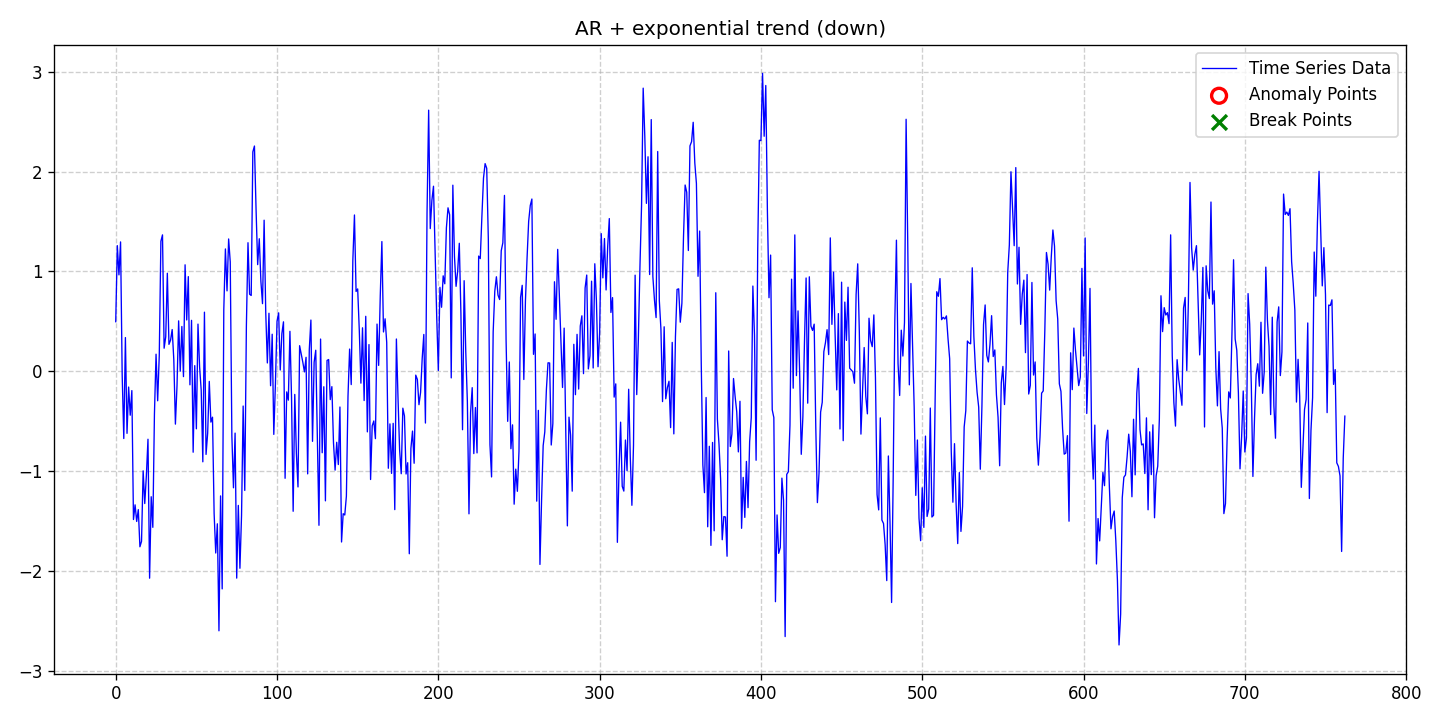 AR + exponential trend (down)
Time Series Data
Anomaly Points
Break Points
3
2
1
0
−1
−2
−3
0 100 200 300 400 500 600 700 800